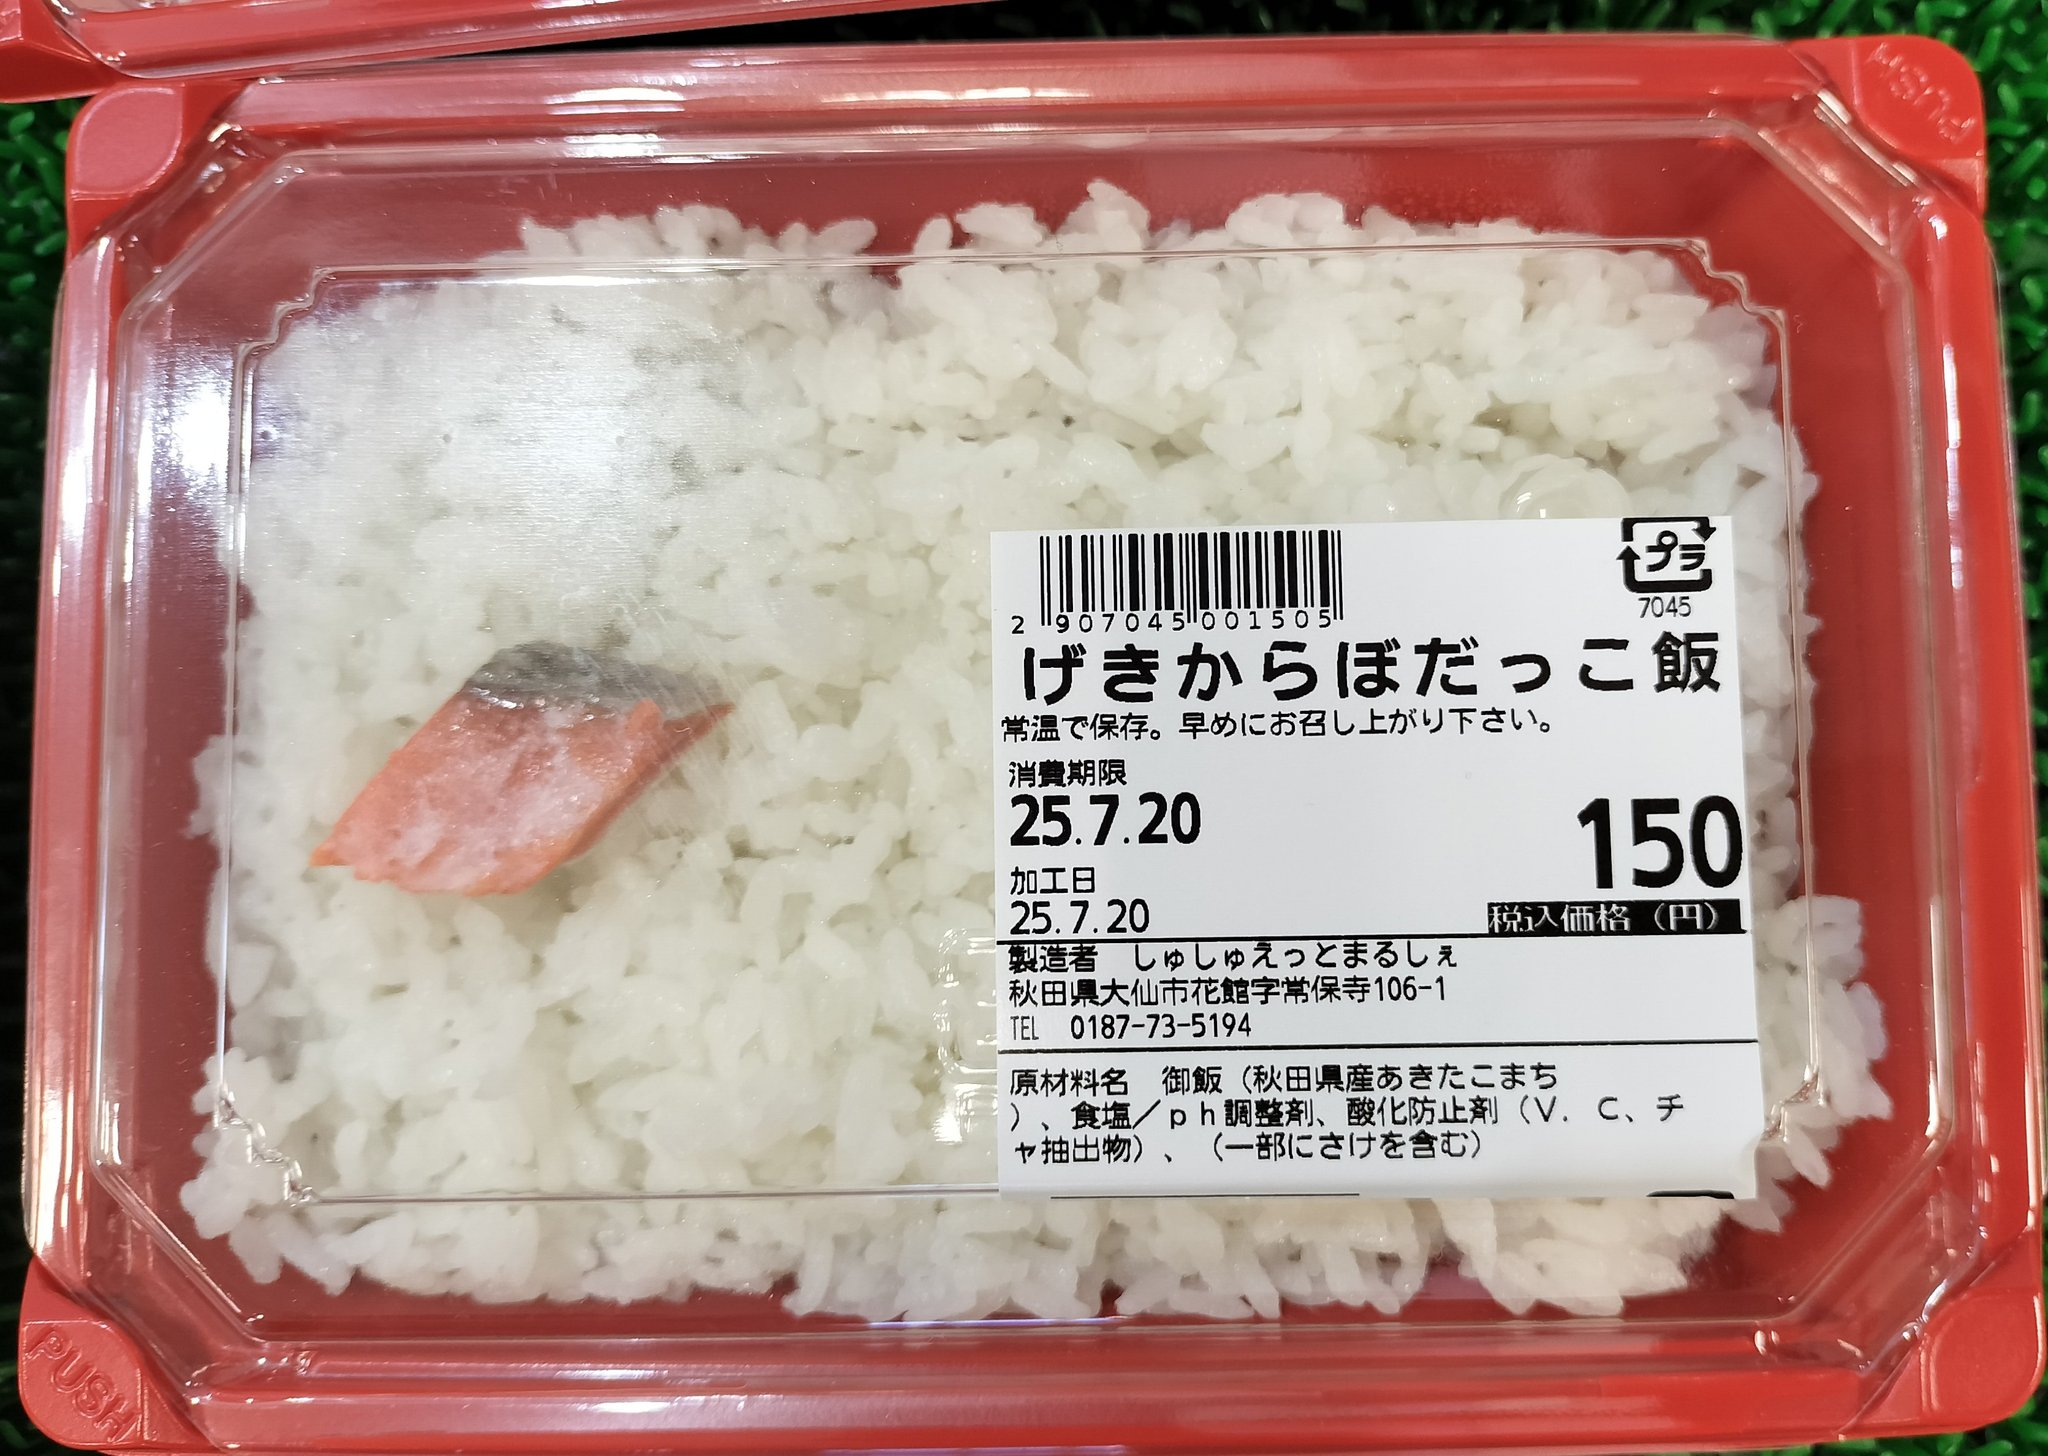 PUSH
プラ
7045
2 907045 001505
げきからぼだっこ飯
常温で保存。早めにお召し上がり下さい。
消費期限
25.7.20
150
加工日
25.7.20
税込価格（円）
製造者　しゅしゅえっとまるしぇ
秋田県大仙市花館字常保寺106-1
TEL　0187-73-5194
原材料名　御飯（秋田県産あきたこまち
）、食塩／ｐｈ調整剤、酸化防止剤（Ｖ．Ｃ、チ
ャ抽出物）、（一部にさけを含む）
PUSH